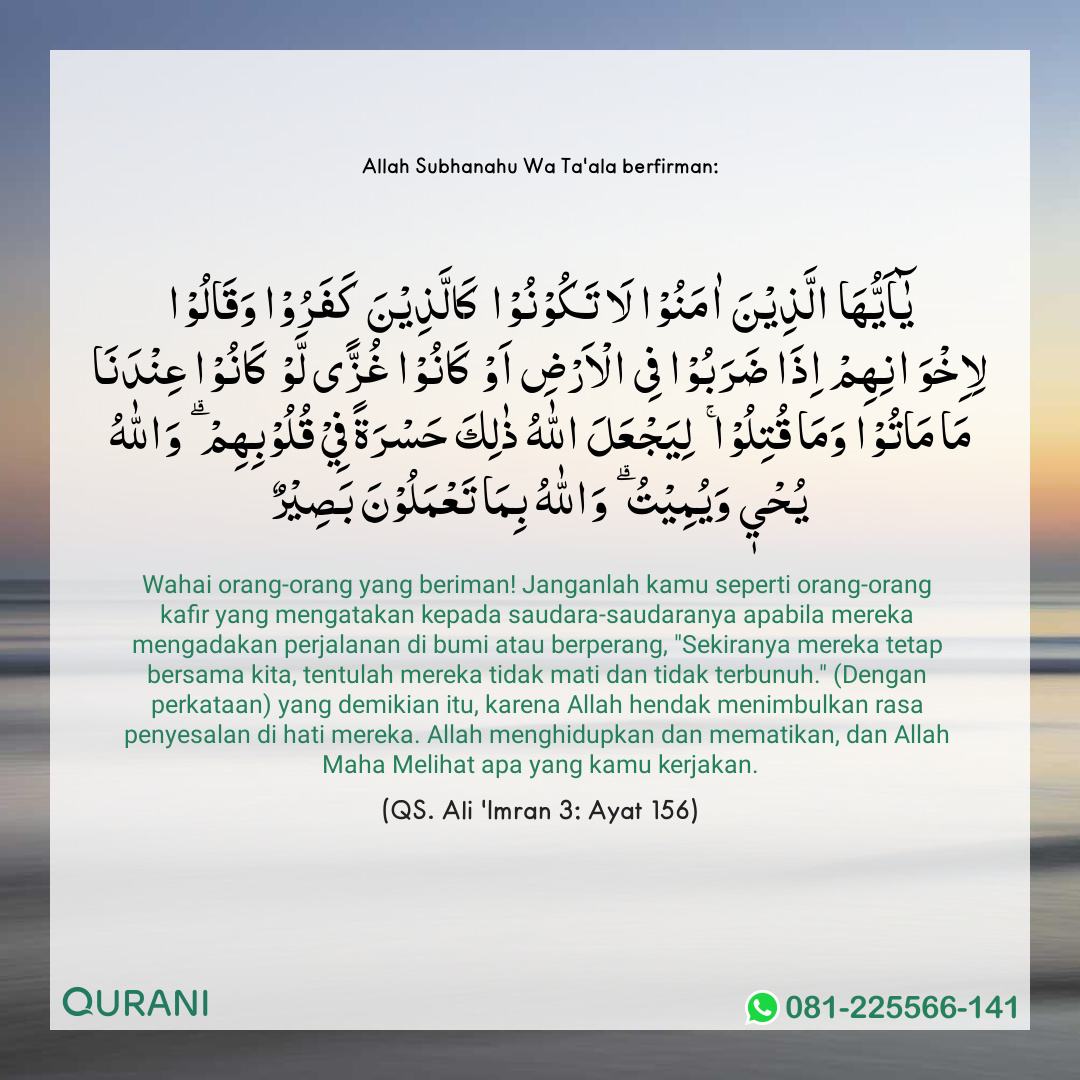 Allah Subhanahu Wa Ta'ala berfirman:
يٰۤاَيُّهَا الَّذِيْنَ اٰمَنُوْا لَا تَكُوْنُوْا كَالَّذِيْنَ كَفَرُوْا وَقَالُوْا
لِاِخْوَانِهِمْ اِذَا ضَرَبُوْا فِى الْاَرْضِ اَوْ كَانُوْا غُزًّى لَّوْ كَانُوْا عِنْدَنَا
مَا مَاتُوْا وَمَا قُتِلُوْا ۚ لِيَجْعَلَ اللّٰهُ ذٰلِكَ حَسْرَةً فِيْ قُلُوْبِهِمْ ۗ وَاللّٰهُ
يُحْيٖ وَيُمِيْتُ ۗ وَاللّٰهُ بِمَا تَعْمَلُوْنَ بَصِيْرٌ
Wahai orang-orang yang beriman! Janganlah kamu seperti orang-orang
kafir yang mengatakan kepada saudara-saudaranya apabila mereka
mengadakan perjalanan di bumi atau berperang, "Sekiranya mereka tetap
bersama kita, tentulah mereka tidak mati dan tidak terbunuh." (Dengan
perkataan) yang demikian itu, karena Allah hendak menimbulkan rasa
penyesalan di hati mereka. Allah menghidupkan dan mematikan, dan Allah
Maha Melihat apa yang kamu kerjakan.
(QS. Ali 'Imran 3: Ayat 156)
QURANI
081-225566-141